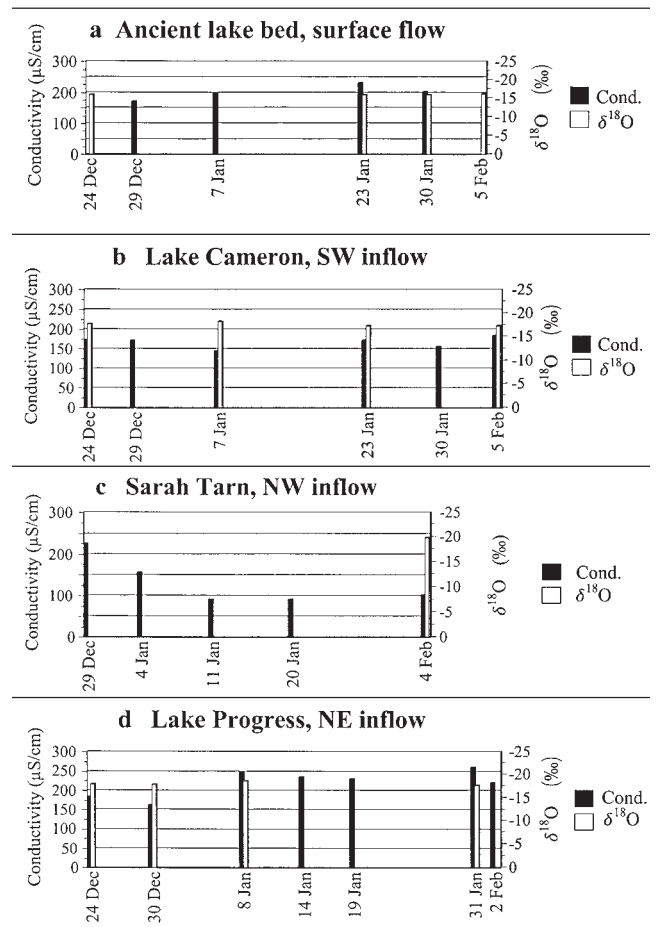 a Ancient lake bed, surface flow
Conductivity (µS/cm)
300
200
100
0
-25
-20
-15
-10
-5
0
δ18O (‰)
Cond.
δ18O
24 Dec
29 Dec
7 Jan
23 Jan
30 Jan
5 Feb
b Lake Cameron, SW inflow
Conductivity (µS/cm)
300
250
200
150
100
50
0
-25
-20
-15
-10
-5
0
δ18O (‰)
Cond.
δ18O
24 Dec
29 Dec
7 Jan
23 Jan
30 Jan
5 Feb
c Sarah Tarn, NW inflow
Conductivity (µS/cm)
300
200
100
0
-25
-20
-15
-10
-5
0
δ18O (‰)
Cond.
δ18O
29 Dec
4 Jan
11 Jan
20 Jan
4 Feb
d Lake Progress, NE inflow
Conductivity (µS/cm)
300
250
200
150
100
50
0
-25
-20
-15
-10
-5
0
δ18O (‰)
Cond.
δ18O
24 Dec
30 Dec
8 Jan
14 Jan
19 Jan
31 Jan
2 Feb